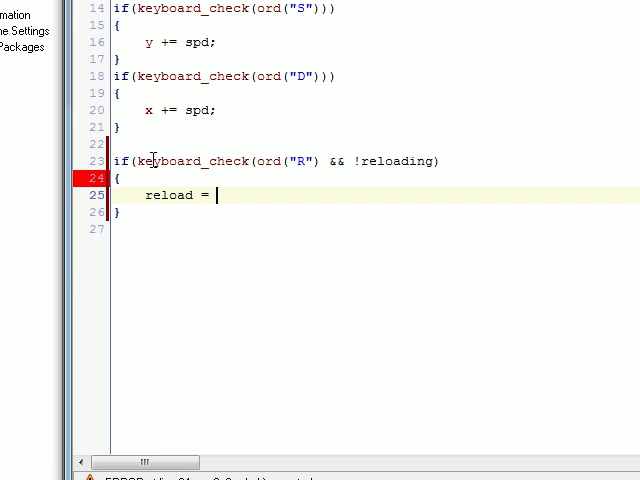 mation
ne Settings
Packages
14 if(keyboard_check(ord("S")))
15 {
16 y += spd;
17 }
18 if(keyboard_check(ord("D")))
19 {
20 x += spd;
21 }
22
23 if(keyboard_check(ord("R") && !reloading)
24 {
25 reload =
26 }
27